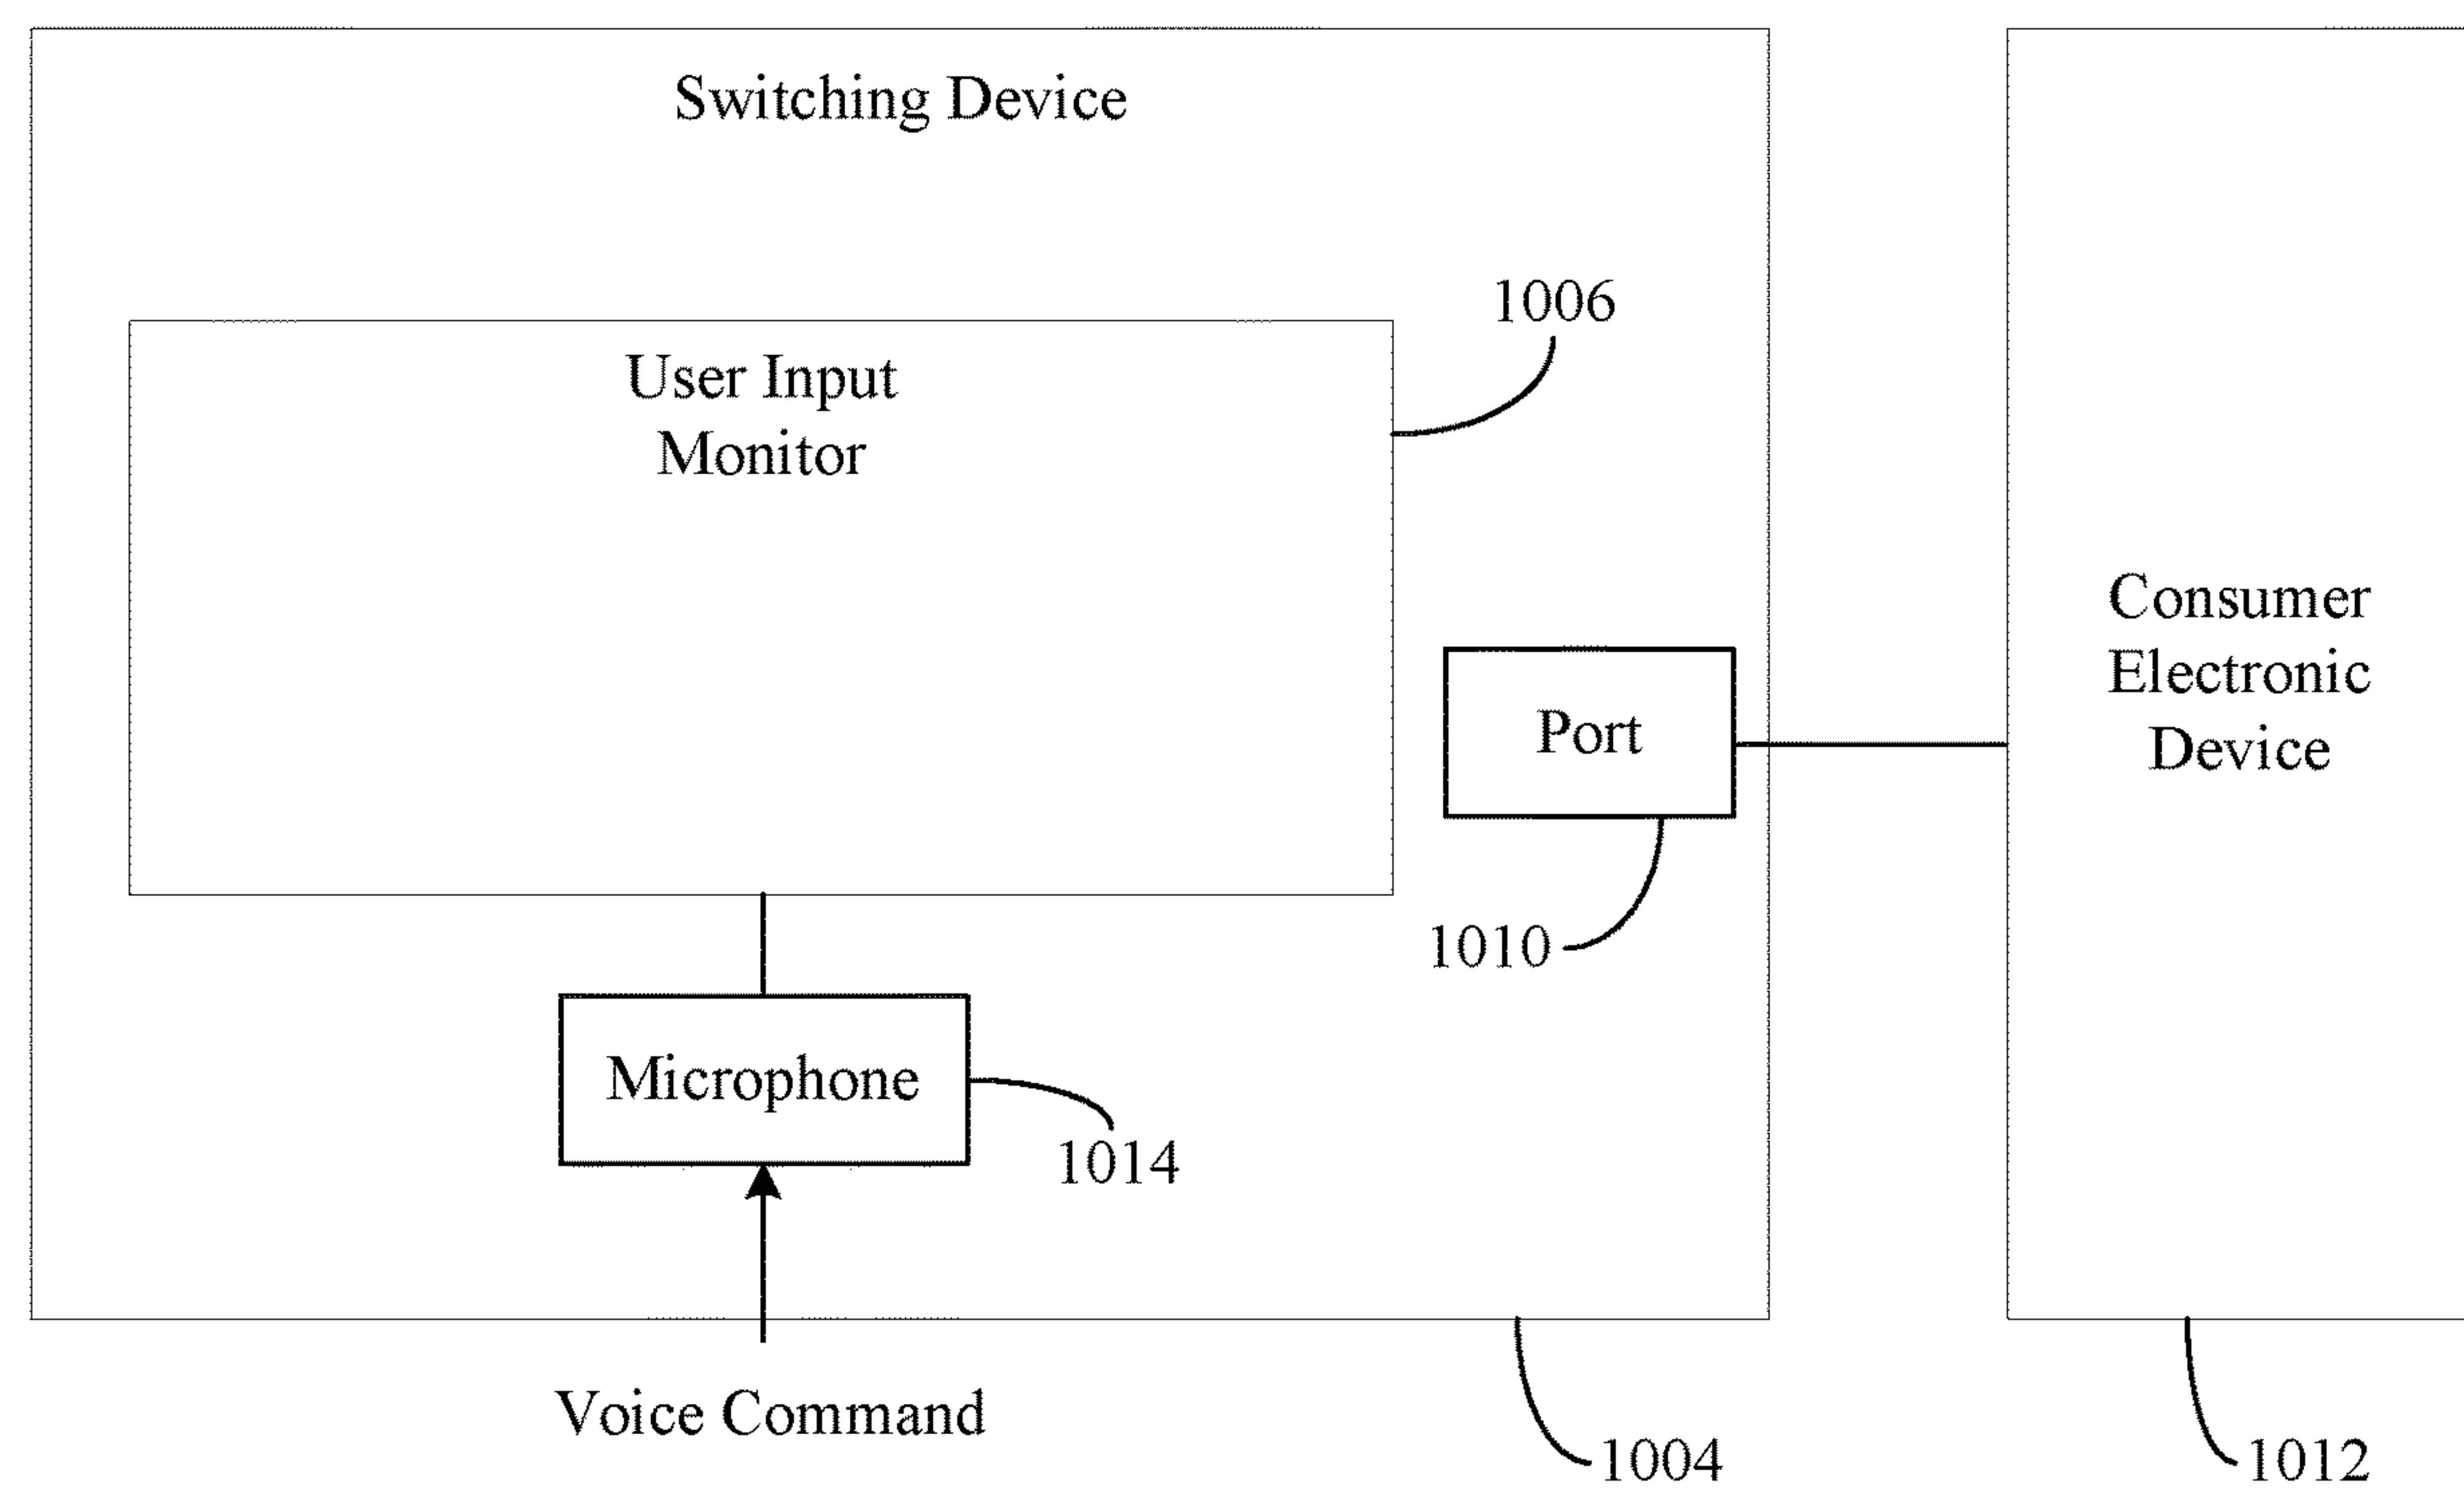 Switching Device
1006
User Input
Monitor
Consumer
Electronic
Device
Port
1010
Microphone
1014
Voice Command
1004
1012